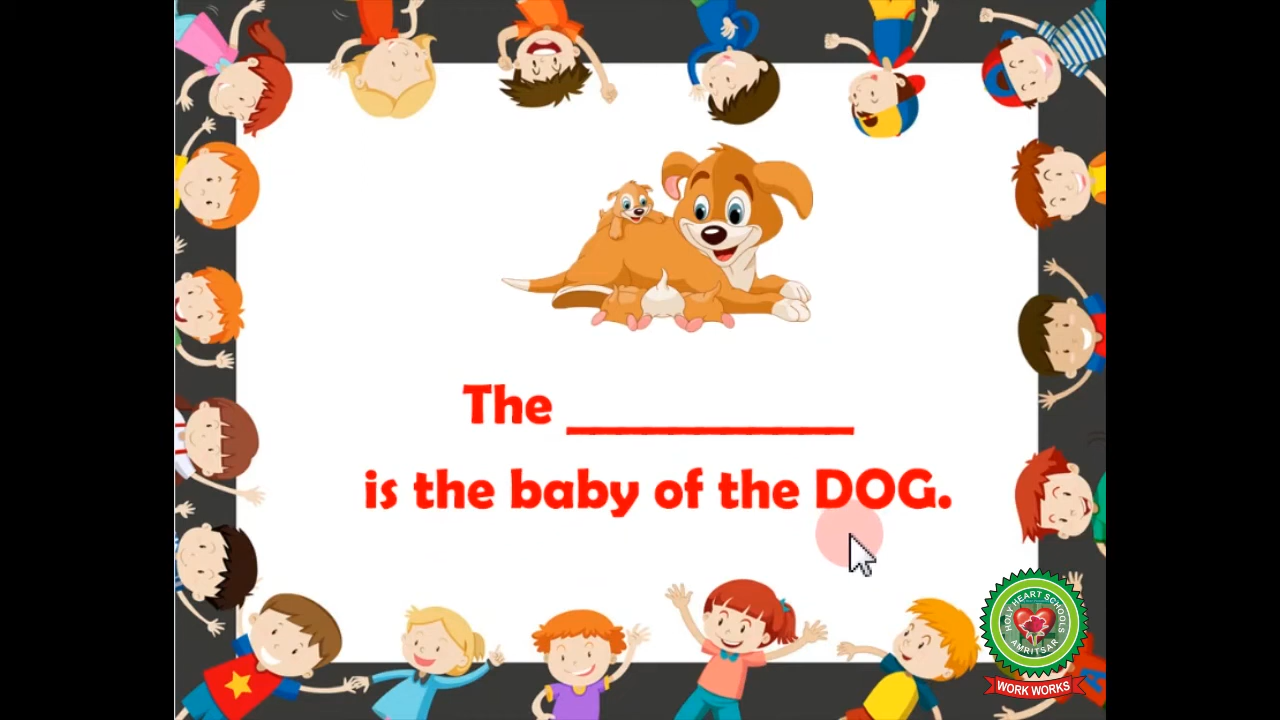 The ___________
is the baby of the DOG.
HOLY HEART SCHOOLS
AMRITSAR
WORK WORKS